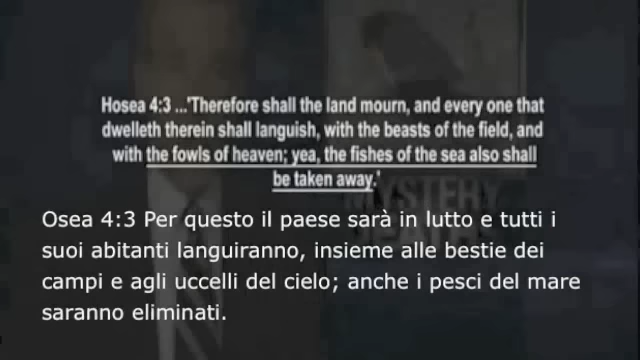 Hosea 4:3 ...'Therefore shall the land mourn, and every one that
dwelleth therein shall languish, with the beasts of the field, and
with the fowls of heaven; yea, the fishes of the sea also shall
be taken away.'
MYSTERY
Osea 4:3 Per questo il paese sarà in lutto e tutti i
suoi abitanti languiranno, insieme alle bestie dei
campi e agli uccelli del cielo; anche i pesci del mare
saranno eliminati.